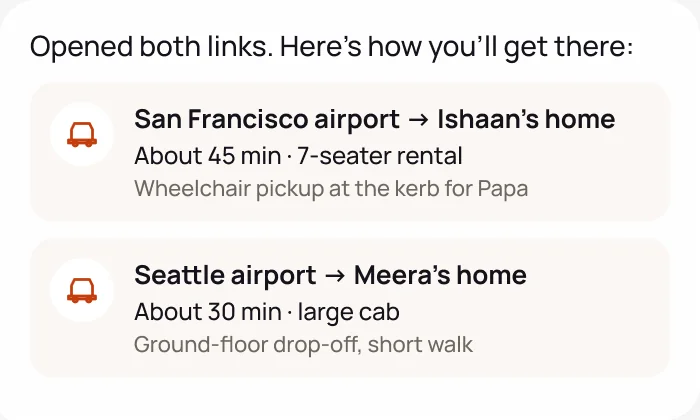 Opened both links. Here’s how you’ll get there:
San Francisco airport → Ishaan’s home
About 45 min · 7-seater rental
Wheelchair pickup at the kerb for Papa
Seattle airport → Meera’s home
About 30 min · large cab
Ground-floor drop-off, short walk